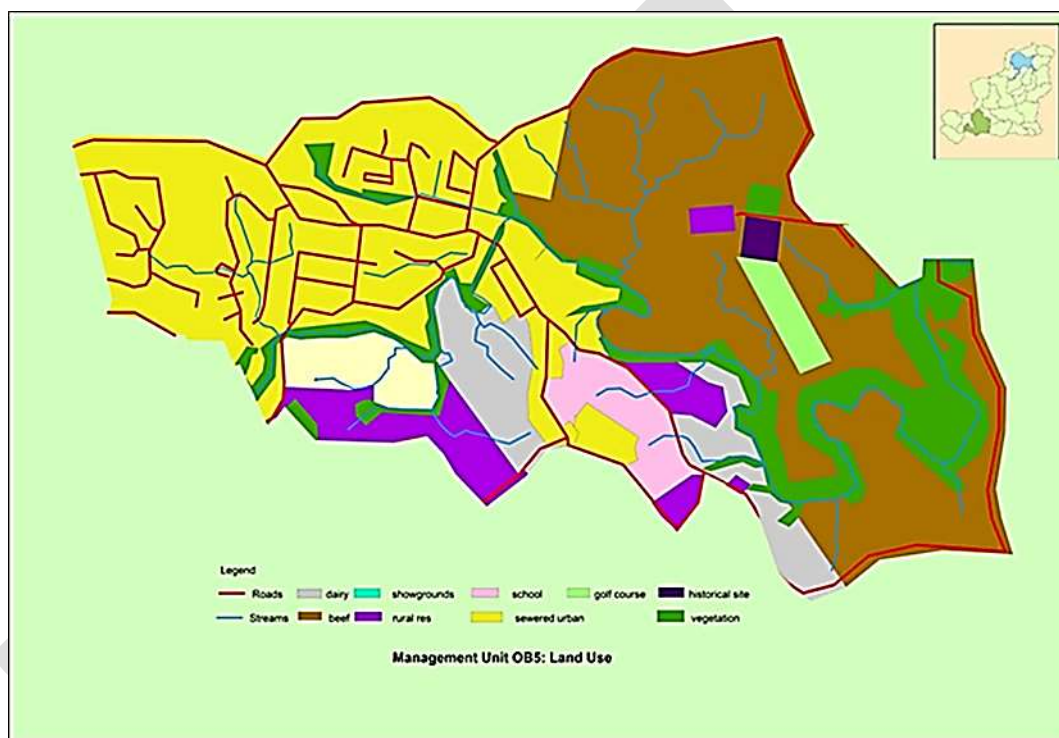 Legend
Roads dairy showgrounds school golf course historical site
Streams beef rural res sewered urban vegetation
Management Unit OB5: Land Use